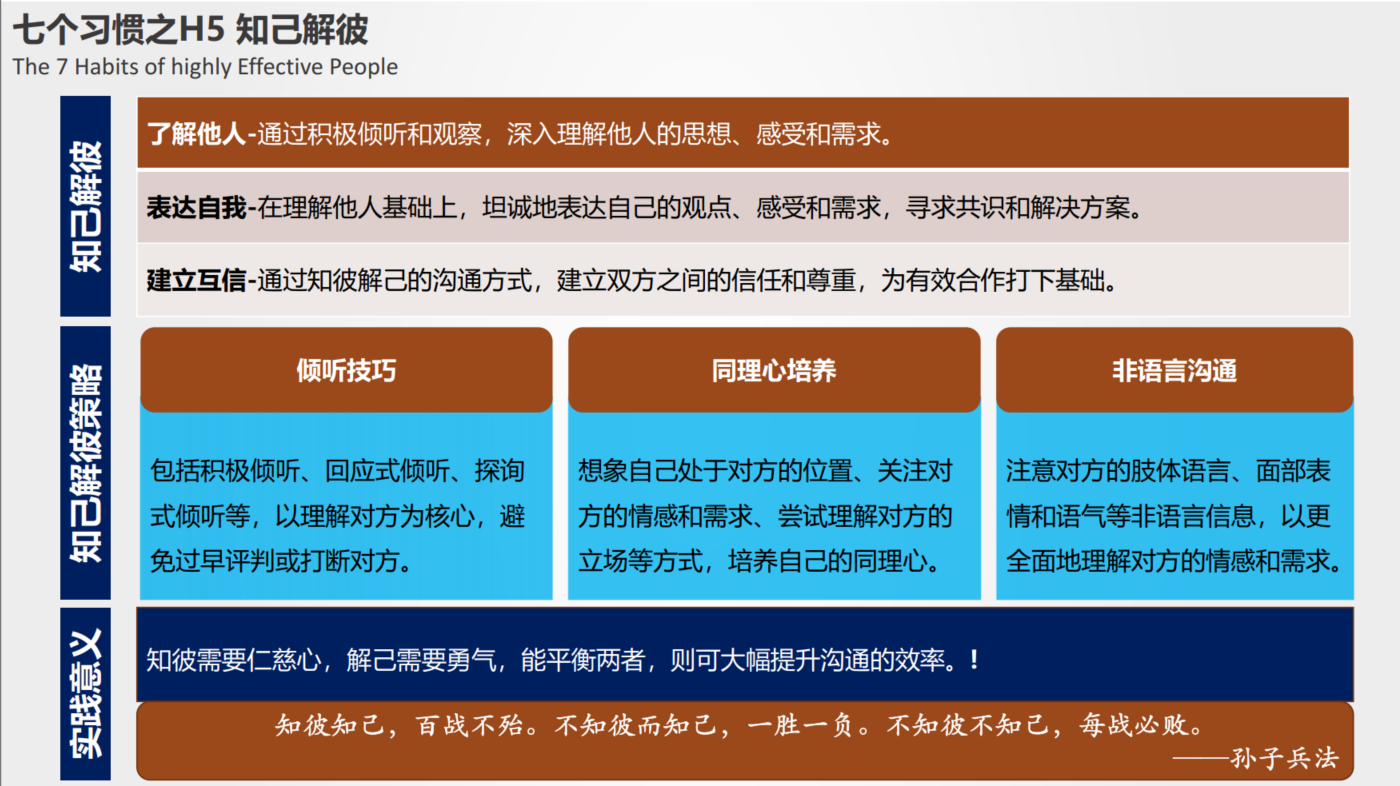 七个习惯之H5 知己解彼
The 7 Habits of highly Effective People
知己解彼
了解他人-通过积极倾听和观察，深入理解他人的思想、感受和需求。
表达自我-在理解他人基础上，坦诚地表达自己的观点、感受和需求，寻求共识和解决方案。
建立互信-通过知彼解己的沟通方式，建立双方之间的信任和尊重，为有效合作打下基础。
知己解彼策略
倾听技巧
包括积极倾听、回应式倾听、探询
式倾听等，以理解对方为核心，避
免过早评判或打断对方。
同理心培养
想象自己处于对方的位置、关注对
方的情感和需求、尝试理解对方的
立场等方式，培养自己的同理心。
非语言沟通
注意对方的肢体语言、面部表
情和语气等非语言信息，以更
全面地理解对方的情感和需求。
实践意义
知彼需要仁慈心，解己需要勇气，能平衡两者，则可大幅提升沟通的效率。！
知彼知己，百战不殆。不知彼而知己，一胜一负。不知彼不知己，每战必败。
——孙子兵法